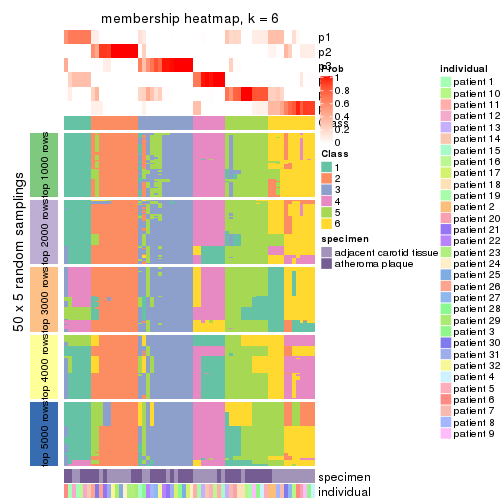 membership heatmap, k = 6
p1
p2
p3
Prob
1
0.8
0.6
0.4
0.2
0
Class
1
2
3
4
5
6
specimen
adjacent carotid tissue
atheroma plaque
individual
patient 1
patient 10
patient 11
patient 12
patient 13
patient 14
patient 15
patient 16
patient 17
patient 18
patient 19
patient 2
patient 20
patient 21
patient 22
patient 23
patient 24
patient 25
patient 26
patient 27
patient 28
patient 29
patient 3
patient 30
patient 31
patient 32
patient 4
patient 5
patient 6
patient 7
patient 8
patient 9
50 x 5 random samplings
top 1000 rows
top 2000 rows
top 3000 rows
top 4000 rows
top 5000 rows
specimen
individual